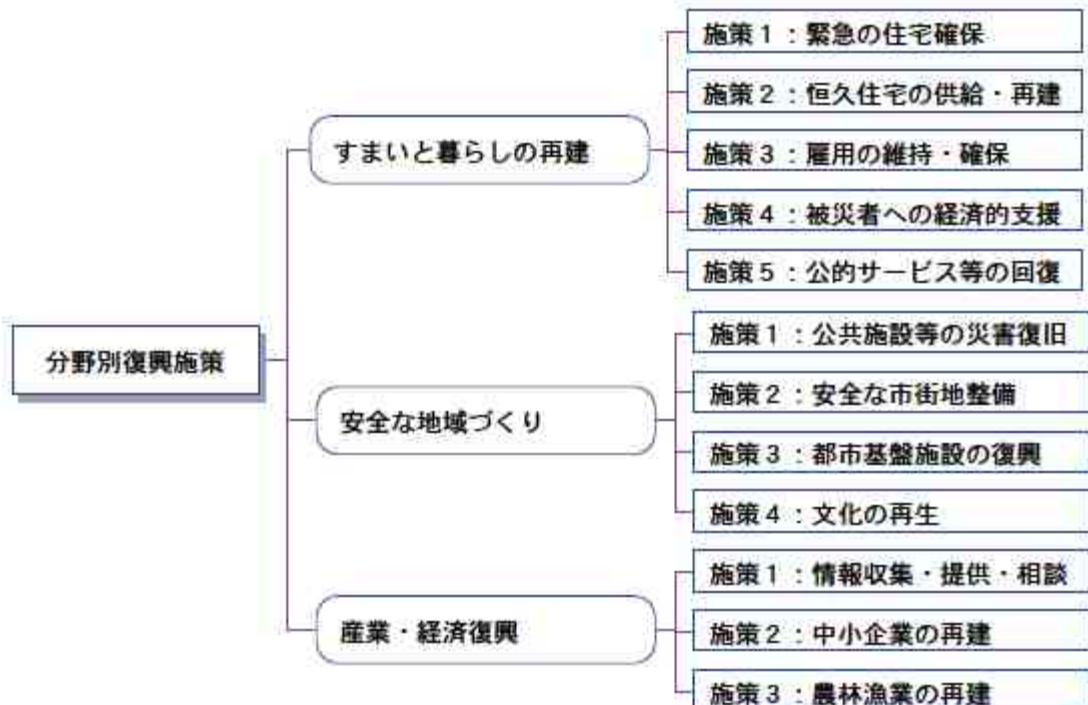 分野別復興施策
すまいと暮らしの再建
施策1:緊急の住宅確保
施策2:恒久住宅の供給・再建
施策3:雇用の維持・確保
施策4:被災者への経済的支援
施策5:公的サービス等の回復
安全な地域づくり
施策1:公共施設等の災害復旧
施策2:安全な市街地整備
施策3:都市基盤施設の復興
施策4:文化の再生
産業・経済復興
施策1:情報収集・提供・相談
施策2:中小企業の再建
施策3:農林漁業の再建